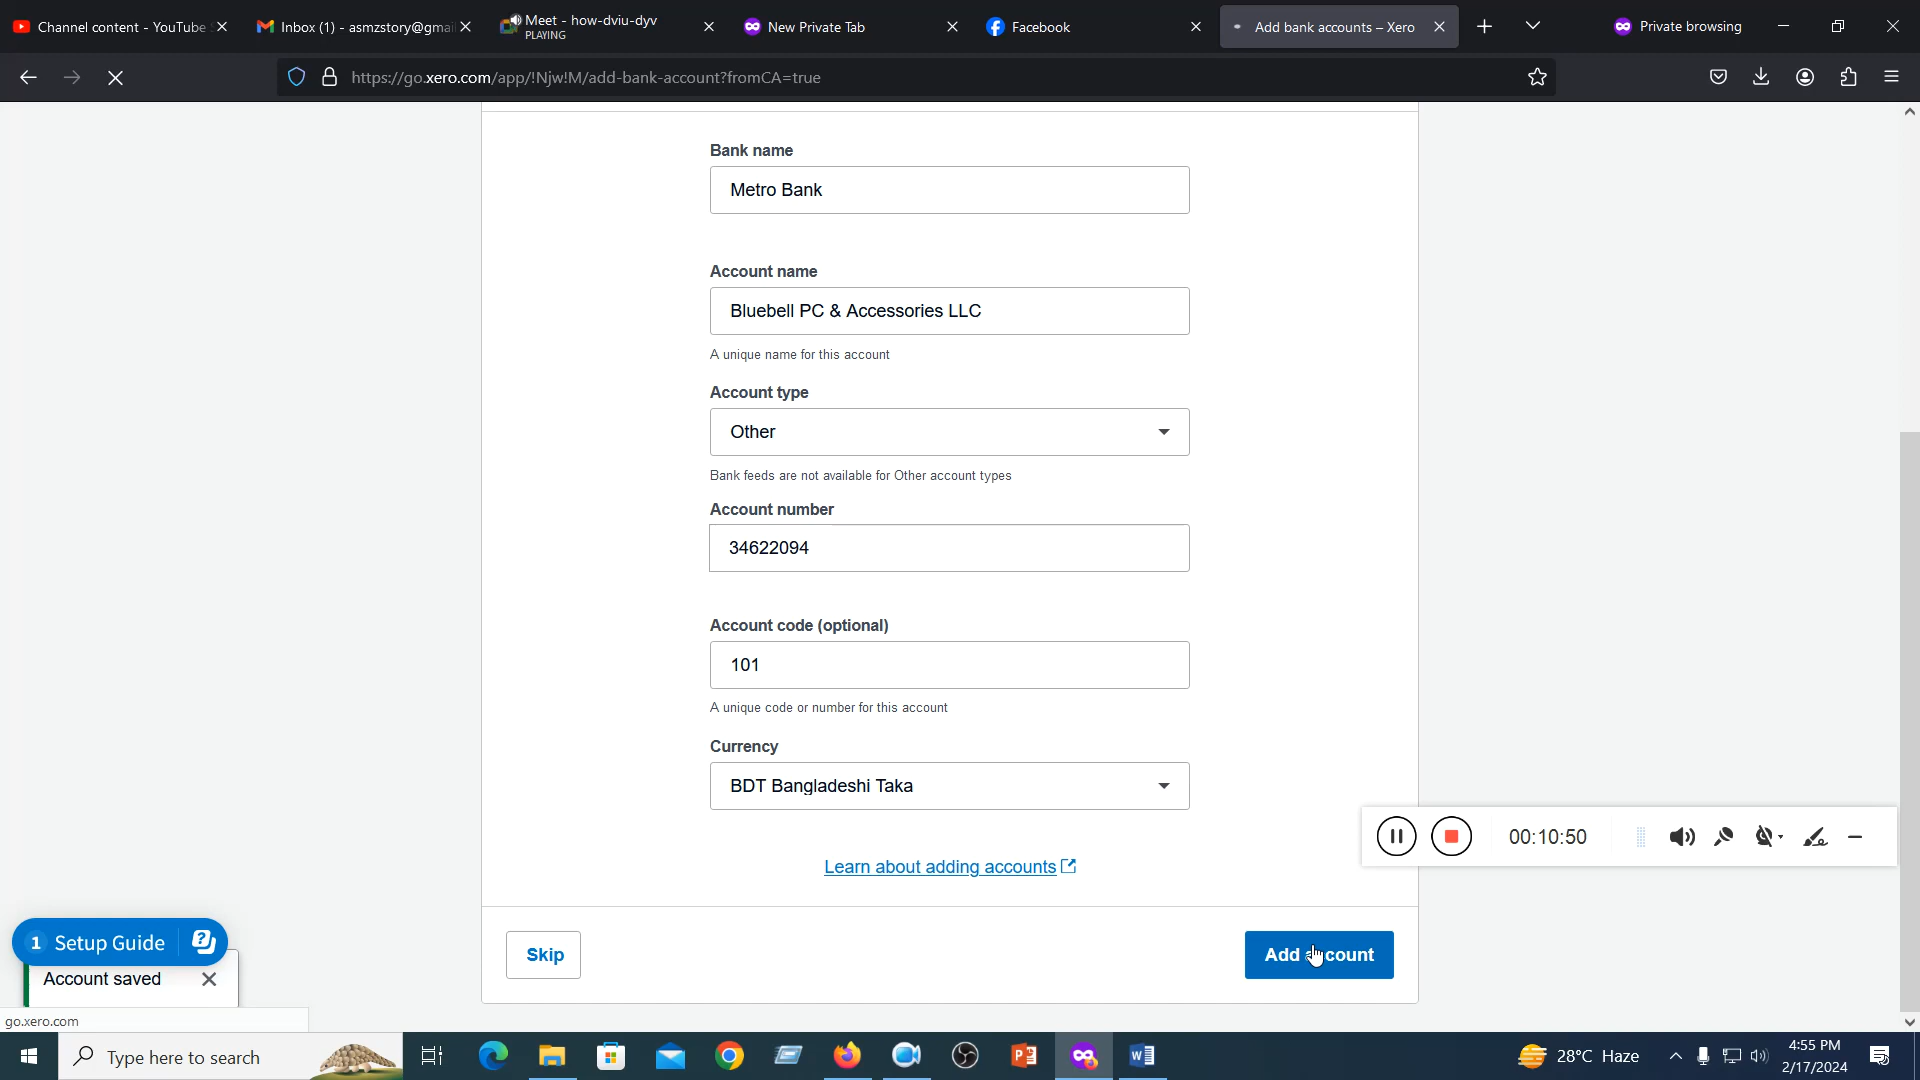 Channel content - YouTube S
Inbox (1) - asmzstory@gmai
Meet - how-dviu-dyv
PLAYING
New Private Tab
Facebook
Add bank accounts – Xero
Private browsing
https://go.xero.com/app/!Njw!M/add-bank-account?fromCA=true
Bank name
Metro Bank
Account name
Bluebell PC & Accessories LLC
A unique name for this account
Account type
Other
Bank feeds are not available for Other account types
Account number
34622094
Account code (optional)
101
A unique code or number for this account
Currency
BDT Bangladeshi Taka
00:10:50
Learn about adding accounts
1 Setup Guide
Skip
Add account
Account saved
go.xero.com
Type here to search
28°C Haze
4:55 PM
2/17/2024